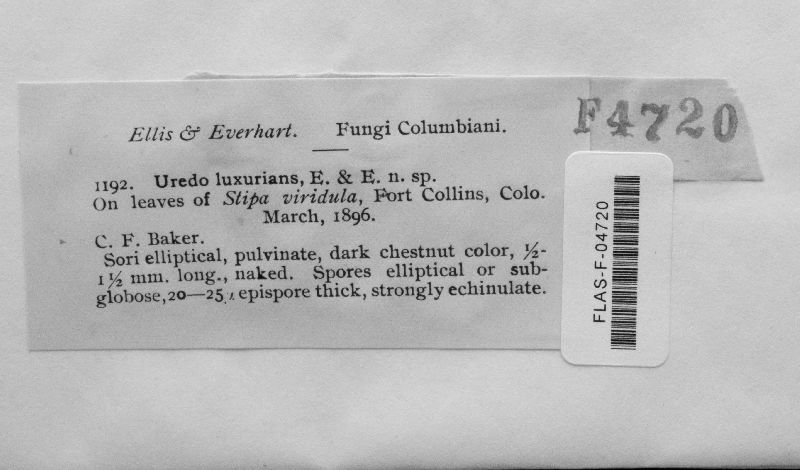 Ellis & Everhart. Fungi Columbiani.
F4720
1192. Uredo luxurians, E. & E. n. sp.
On leaves of Stipa viridula, Fort Collins, Colo.
March, 1896.
C. F. Baker.
Sori elliptical, pulvinate, dark chestnut color, ½-
1½ mm. long., naked. Spores elliptical or sub-
globose, 20—25 epispore thick, strongly echinulate.
FLAS-F-04720